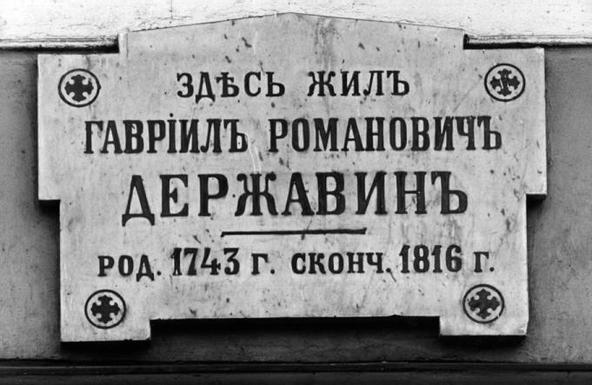 ЗДѢСЬ ЖИЛЪ
ГАВРІИЛЪ РОМАНОВИЧЪ
ДЕРЖАВИНЪ
РОД. 1743 Г. СКОНЧ. 1816 Г.